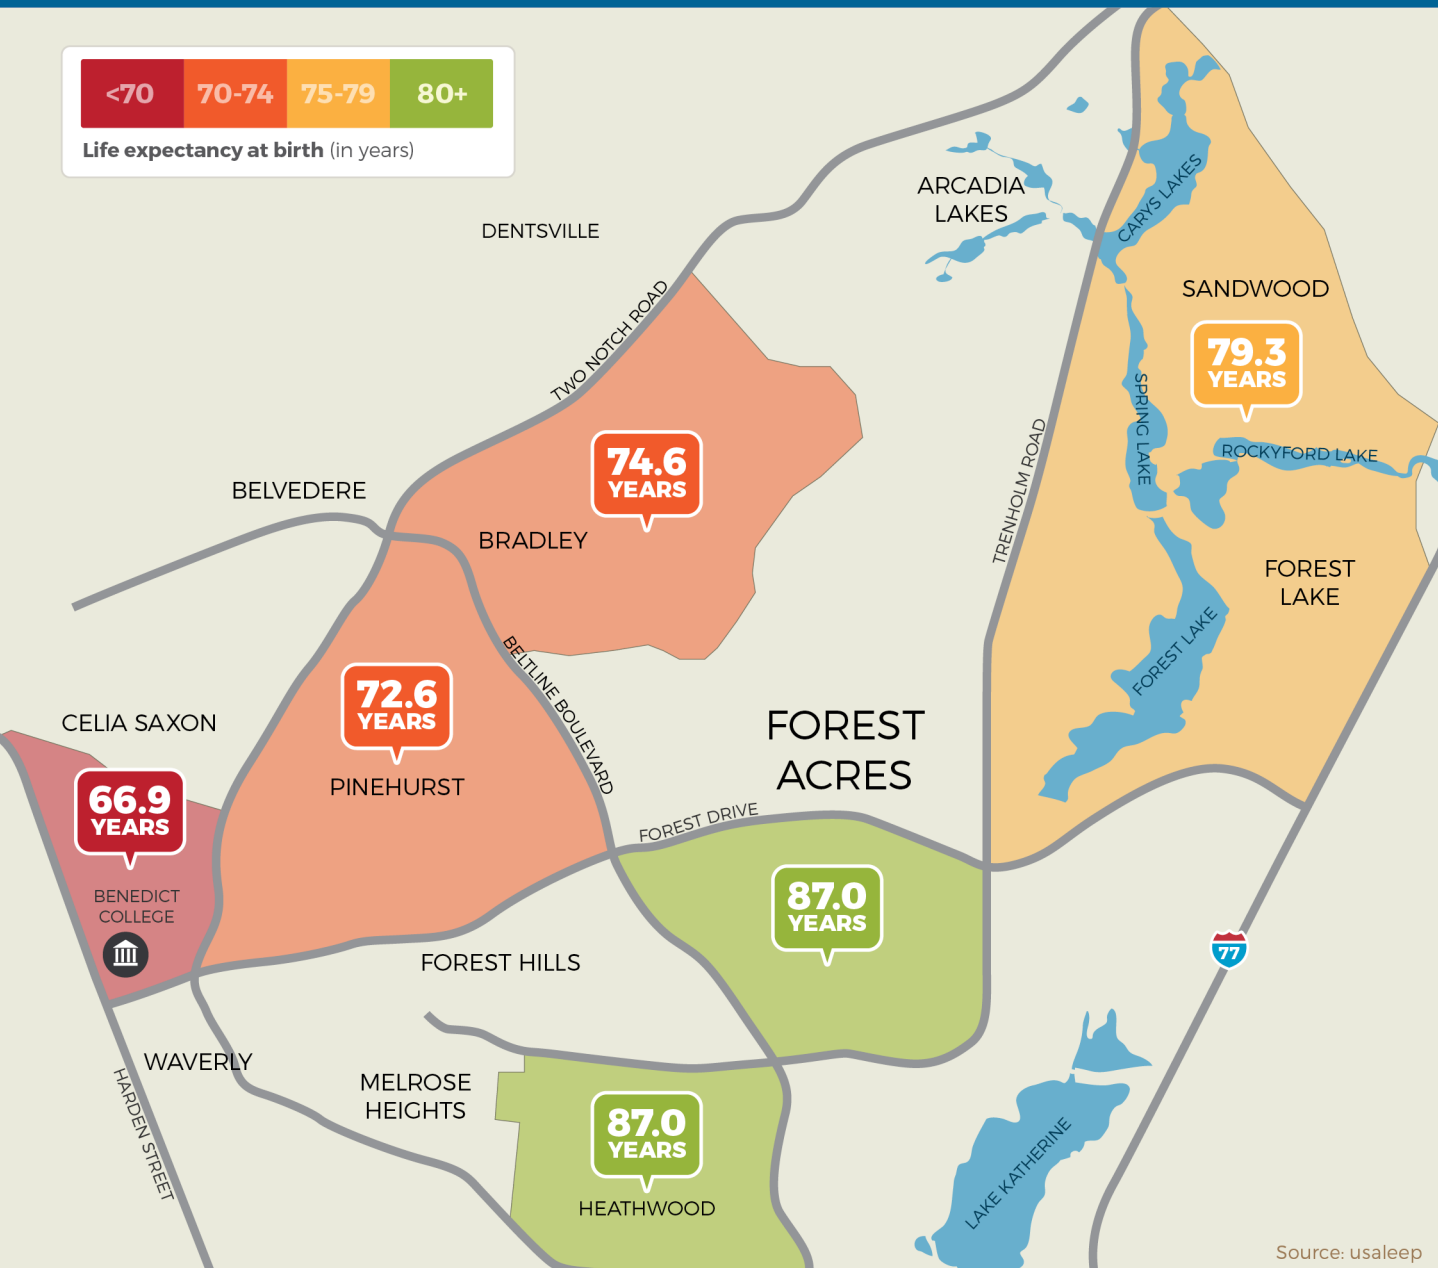 <70 70-74 75-79 80+
Life expectancy at birth (in years)
DENTSVILLE
ARCADIA
LAKES
CARYS LAKES
SANDWOOD
79.3
YEARS
TWO NOTCH ROAD
SPRING LAKE
ROCKYFORD LAKE
74.6
YEARS
TRENHOLM ROAD
BELVEDERE
BRADLEY
FOREST
LAKE
FOREST LAKE
BELTLINE BOULEVARD
72.6
YEARS
PINEHURST
CELIA SAXON
66.9
YEARS
BENEDICT
COLLEGE
FOREST
ACRES
FOREST DRIVE
87.0
YEARS
77
FOREST HILLS
WAVERLY
HARDEN STREET
MELROSE
HEIGHTS
87.0
YEARS
HEATHWOOD
LAKE KATHERINE
Source: usaleep